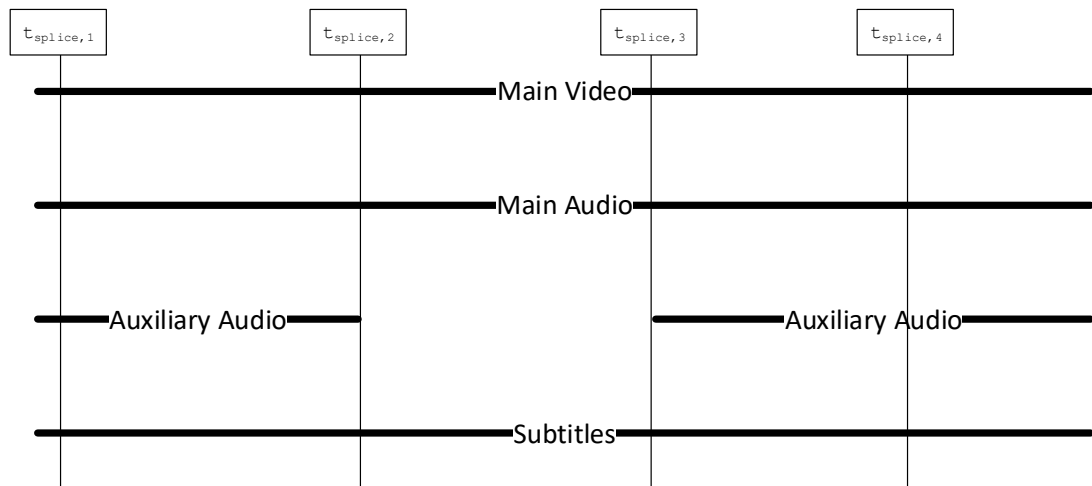 tsplice,1
tsplice,2
tsplice,3
tsplice,4
Main Video
Main Audio
Auxiliary Audio
Auxiliary Audio
Subtitles